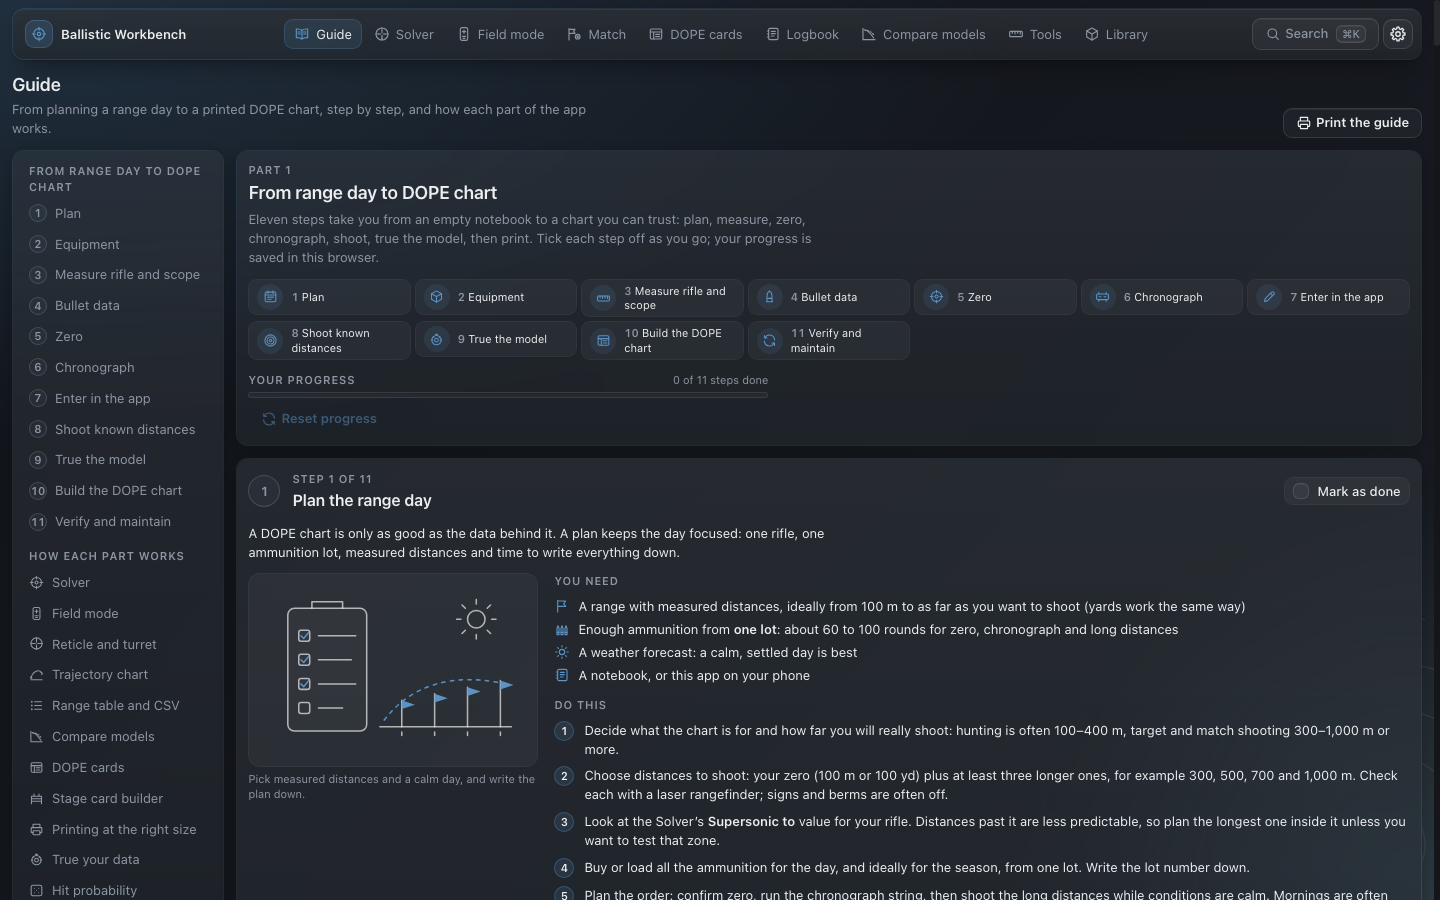 Ballistic Workbench
Guide
Solver
Field mode
Match
DOPE cards
Logbook
Compare models
Tools
Library
Search ⌘K
Guide
From planning a range day to a printed DOPE chart, step by step, and how each part of the app
works.
Print the guide
FROM RANGE DAY TO DOPE
CHART
1 Plan
2 Equipment
3 Measure rifle and scope
4 Bullet data
5 Zero
6 Chronograph
7 Enter in the app
8 Shoot known distances
9 True the model
10 Build the DOPE chart
11 Verify and maintain
HOW EACH PART WORKS
Solver
Field mode
Reticle and turret
Trajectory chart
Range table and CSV
Compare models
DOPE cards
Stage card builder
Printing at the right size
True your data
Hit probability
PART 1
From range day to DOPE chart
Eleven steps take you from an empty notebook to a chart you can trust: plan, measure, zero,
chronograph, shoot, true the model, then print. Tick each step off as you go; your progress is
saved in this browser.
1 Plan
2 Equipment
3 Measure rifle and
scope
4 Bullet data
5 Zero
6 Chronograph
7 Enter in the app
8 Shoot known
distances
9 True the model
10 Build the DOPE
chart
11 Verify and
maintain
YOUR PROGRESS
0 of 11 steps done
Reset progress
1
STEP 1 OF 11
Plan the range day
Mark as done
A DOPE chart is only as good as the data behind it. A plan keeps the day focused: one rifle, one
ammunition lot, measured distances and time to write everything down.
Pick measured distances and a calm day, and write the
plan down.
YOU NEED
A range with measured distances, ideally from 100 m to as far as you want to shoot (yards work the same way)
Enough ammunition from one lot: about 60 to 100 rounds for zero, chronograph and long distances
A weather forecast: a calm, settled day is best
A notebook, or this app on your phone
DO THIS
1 Decide what the chart is for and how far you will really shoot: hunting is often 100–400 m, target and match shooting 300–1,000 m or
more.
2 Choose distances to shoot: your zero (100 m or 100 yd) plus at least three longer ones, for example 300, 500, 700 and 1,000 m. Check
each with a laser rangefinder; signs and berms are often off.
3 Look at the Solver’s Supersonic to value for your rifle. Distances past it are less predictable, so plan the longest one inside it unless you
want to test that zone.
4 Buy or load all the ammunition for the day, and ideally for the season, from one lot. Write the lot number down.
5 Plan the order: confirm zero, run the chronograph string, then shoot the long distances while conditions are calm. Mornings are often